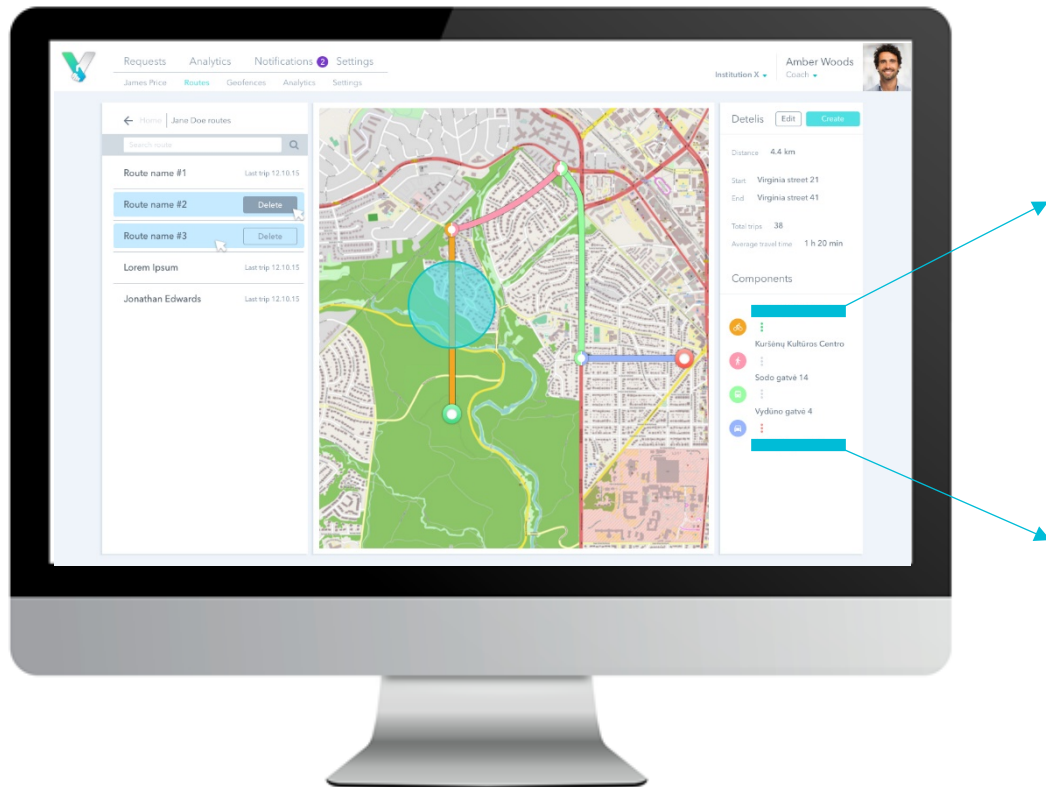 Requests Analytics Notifications 2 Settings
James Price Routes Geofences Analytics Settings
Institution X
Amber Woods
Coach
Home Jane Doe routes
Search route
Route name #1 Last trip 12.10.15
Route name #2 Delete
Route name #3 Delete
Lorem Ipsum Last trip 12.10.15
Jonathan Edwards Last trip 12.10.15
Detelis Edit Create
Distance 4.4 km
Start Virginia street 21
End Virginia street 41
Total trips 38
Average travel time 1 h 20 min
Components
Kuršėnų Kultūros Centro
Sodo gatvė 14
Vydūno gatvė 4